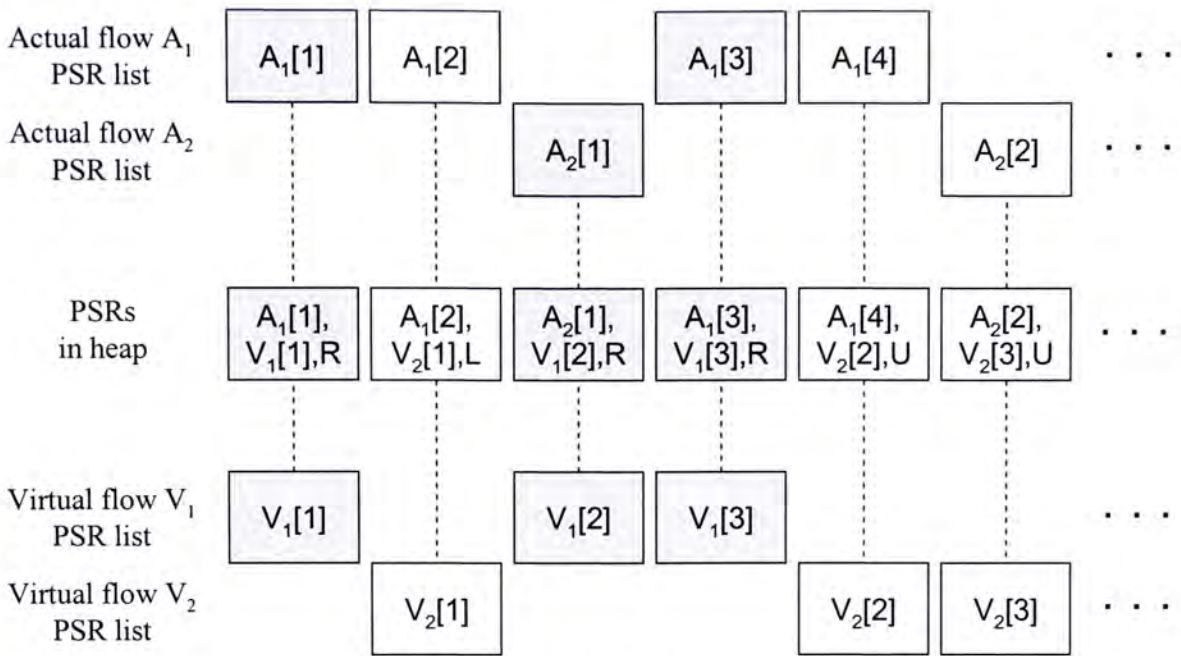 Actual flow A₁ PSR list
A₁[1] A₁[2] A₁[3] A₁[4] · · ·
Actual flow A₂ PSR list
A₂[1] A₂[2] · · ·
PSRs in heap
A₁[1], V₁[1],R
A₁[2], V₂[1],L
A₂[1], V₁[2],R
A₁[3], V₁[3],R
A₁[4], V₂[2],U
A₂[2], V₂[3],U
· · ·
Virtual flow V₁ PSR list
V₁[1] V₁[2] V₁[3] · · ·
Virtual flow V₂ PSR list
V₂[1] V₂[2] V₂[3] · · ·